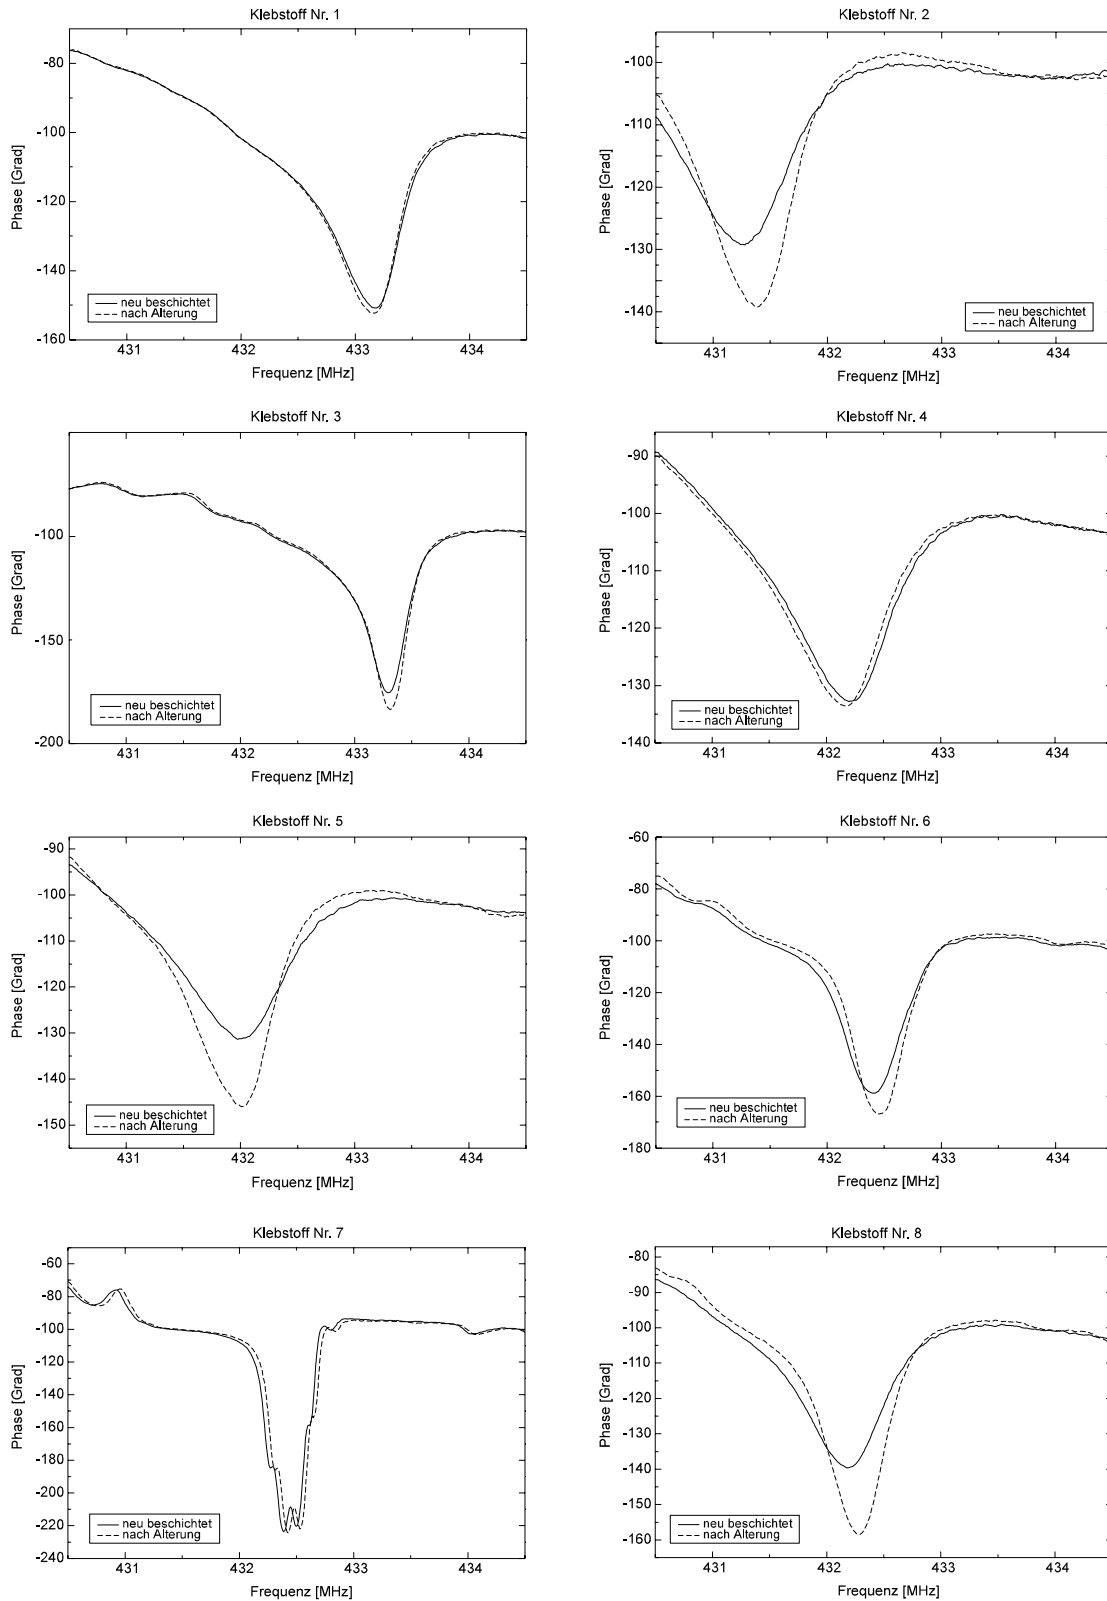 Klebstoff Nr. 1
Phase [Grad]
-80
-100
-120
-140
-160
neu beschichtet
nach Alterung
431
432
433
434
Frequenz [MHz]
Klebstoff Nr. 2
Phase [Grad]
-100
-110
-120
-130
-140
neu beschichtet
nach Alterung
431
432
433
434
Frequenz [MHz]
Klebstoff Nr. 3
Phase [Grad]
-100
-150
-200
neu beschichtet
nach Alterung
431
432
433
434
Frequenz [MHz]
Klebstoff Nr. 4
Phase [Grad]
-90
-100
-110
-120
-130
-140
neu beschichtet
nach Alterung
431
432
433
434
Frequenz [MHz]
Klebstoff Nr. 5
Phase [Grad]
-90
-100
-110
-120
-130
-140
-150
neu beschichtet
nach Alterung
431
432
433
434
Frequenz [MHz]
Klebstoff Nr. 6
Phase [Grad]
-60
-80
-100
-120
-140
-160
-180
neu beschichtet
nach Alterung
431
432
433
434
Frequenz [MHz]
Klebstoff Nr. 7
Phase [Grad]
-60
-80
-100
-120
-140
-160
-180
-200
-220
-240
neu beschichtet
nach Alterung
431
432
433
434
Frequenz [MHz]
Klebstoff Nr. 8
Phase [Grad]
-80
-90
-100
-110
-120
-130
-140
-150
-160
neu beschichtet
nach Alterung
431
432
433
434
Frequenz [MHz]